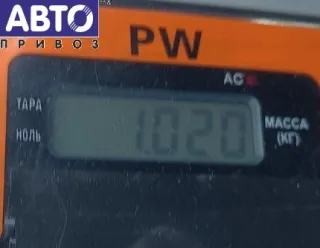 АВТО
ПРИВОЗ
PW
AC
ТАРА
НОЛЬ
1.020
МАССА
(КГ)